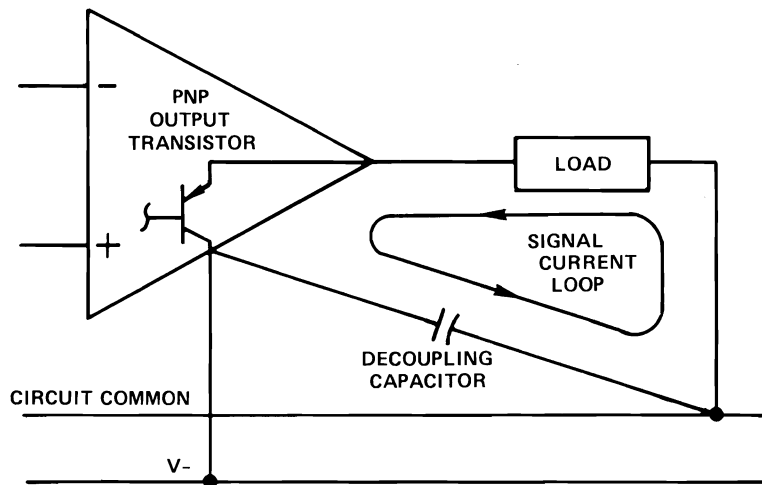 −
PNP
OUTPUT
TRANSISTOR
LOAD
+
SIGNAL
CURRENT
LOOP
DECOUPLING
CAPACITOR
CIRCUIT COMMON
V−